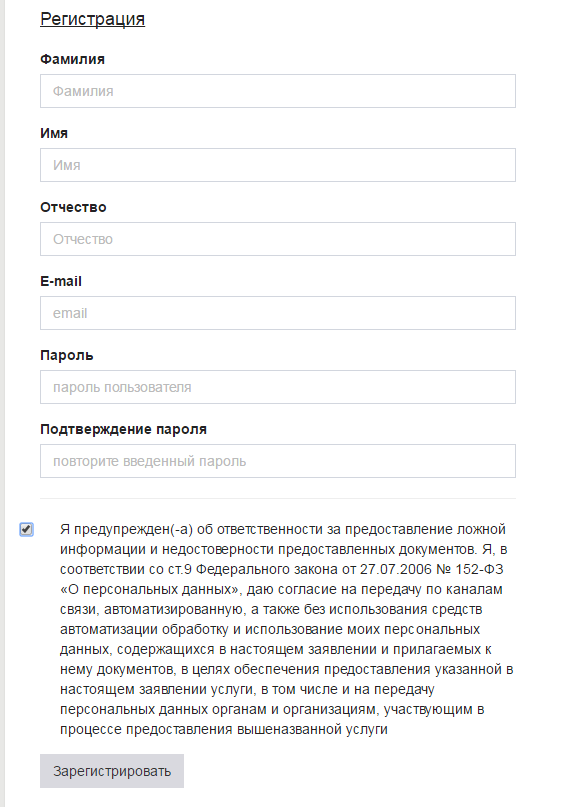 Регистрация
Фамилия
Фамилия
Имя
Имя
Отчество
Отчество
E-mail
email
Пароль
пароль пользователя
Подтверждение пароля
повторите введенный пароль
Я предупрежден(-а) об ответственности за предоставление ложной
информации и недостоверности предоставленных документов. Я, в
соответствии со ст.9 Федерального закона от 27.07.2006 № 152-ФЗ
«О персональных данных», даю согласие на передачу по каналам
связи, автоматизированную, а также без использования средств
автоматизации обработку и использование моих персональных
данных, содержащихся в настоящем заявлении и прилагаемых к
нему документов, в целях обеспечения предоставления указанной в
настоящем заявлении услуги, в том числе и на передачу
персональных данных органам и организациям, участвующим в
процессе предоставления вышеназванной услуги
Зарегистрировать